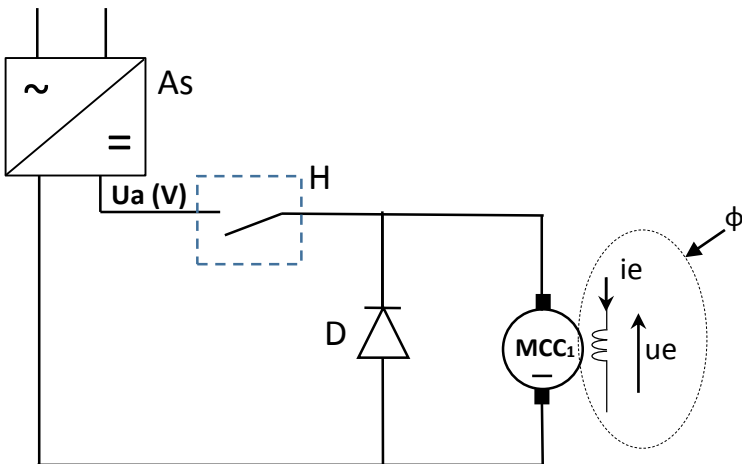 ~
As
=
Ua (V)
H
ϕ
ie
D
MCC₁
ue